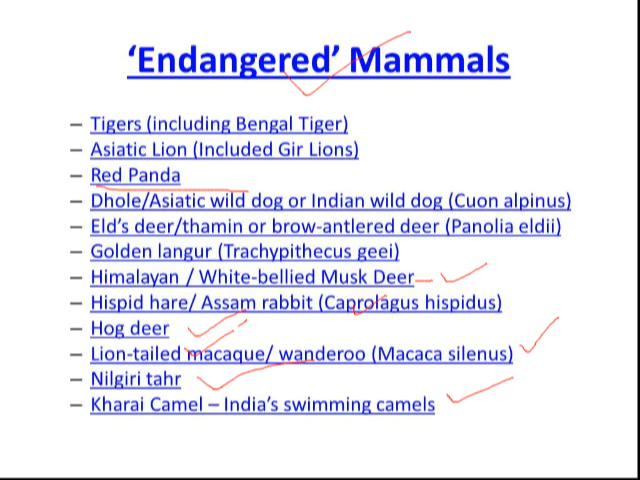 ‘Endangered’ Mammals
– Tigers (including Bengal Tiger)
– Asiatic Lion (Included Gir Lions)
– Red Panda
– Dhole/Asiatic wild dog or Indian wild dog (Cuon alpinus)
– Eld’s deer/thamin or brow-antlered deer (Panolia eldii)
– Golden langur (Trachypithecus geei)
– Himalayan / White-bellied Musk Deer
– Hispid hare/ Assam rabbit (Caprolagus hispidus)
– Hog deer
– Lion-tailed macaque/ wanderoo (Macaca silenus)
– Nilgiri tahr
– Kharai Camel – India’s swimming camels